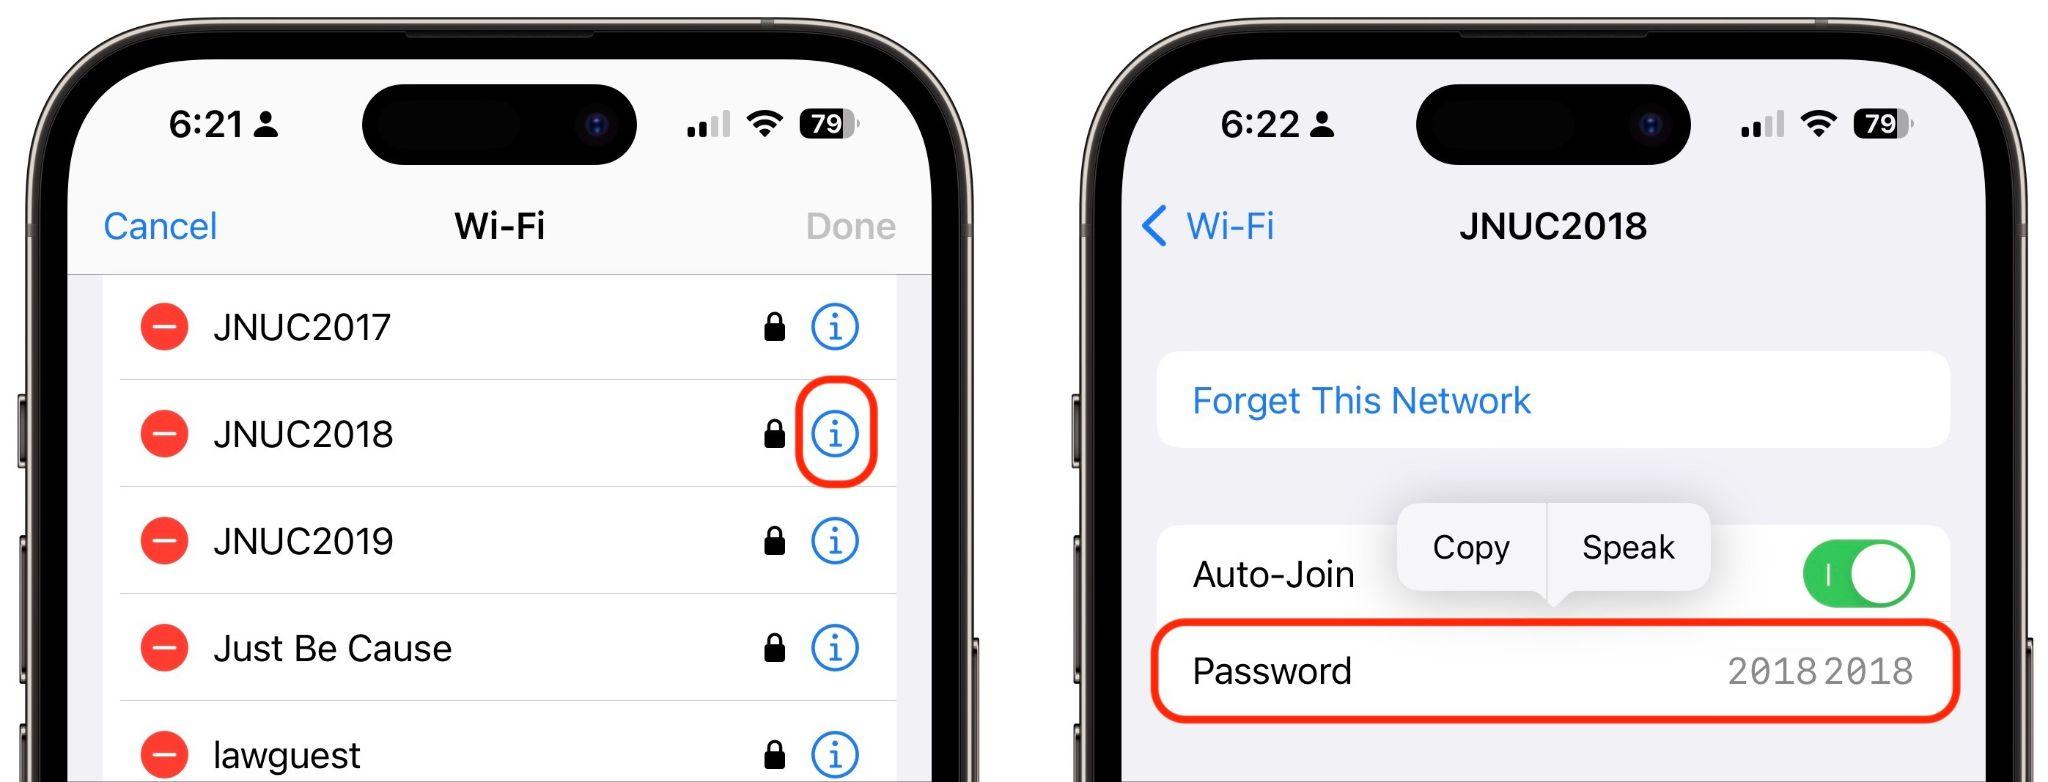 6:21
79
Cancel Wi-Fi Done
JNUC2017
JNUC2018
JNUC2019
Just Be Cause
lawguest
6:22
79
Wi-Fi JNUC2018
Forget This Network
Copy Speak
Auto-Join
Password 20182018